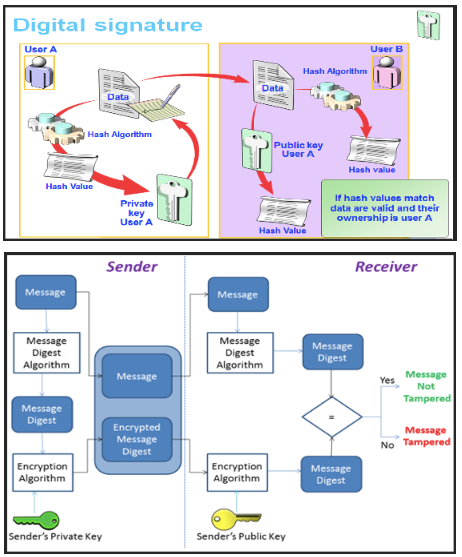 Digital signature
User A
Data
Hash Algorithm
Hash Value
Private
key
User A
User B
Data
Hash Algorithm
Public key
User A
Hash value
Hash Value
If hash values match
data are valid and their
ownership is user A
Sender
Message
Message
Digest
Algorithm
Message
Digest
Encryption
Algorithm
Sender's Private Key
Message
Encrypted
Message
Digest
Receiver
Message
Message
Digest
Algorithm
Message
Digest
=
Yes
Message
Not
Tampered
No
Message
Tampered
Encryption
Algorithm
Message
Digest
Sender's Public Key